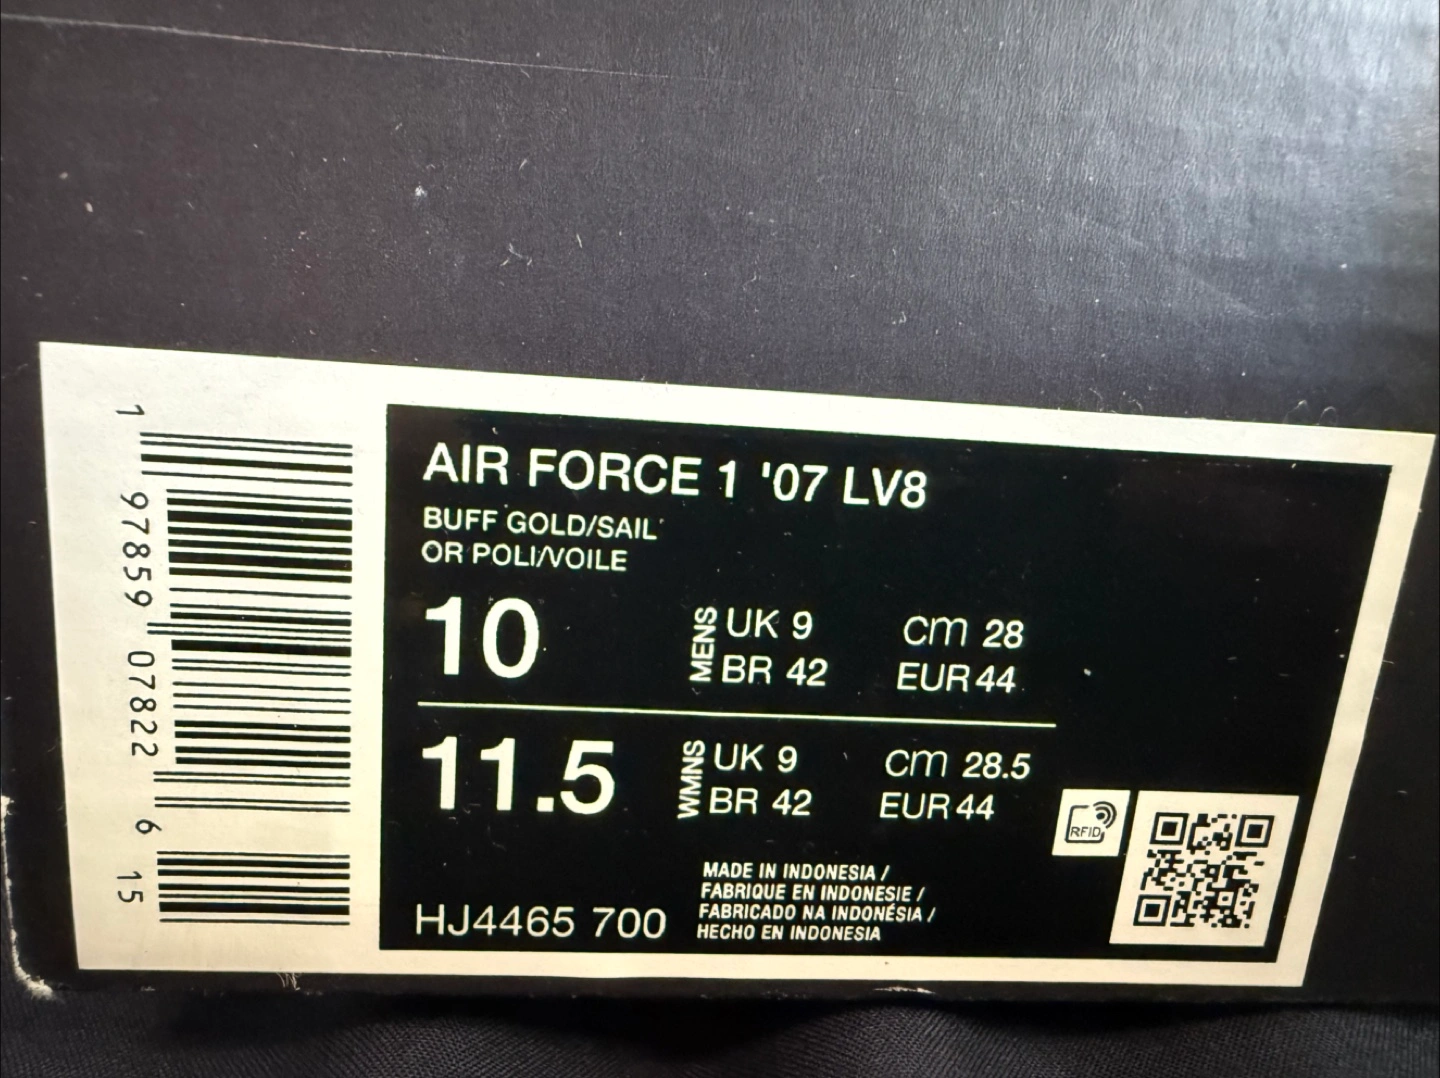 1 97859 07822 6 15
AIR FORCE 1 '07 LV8
BUFF GOLD/SAIL
OR POLI/VOILE
10
MENS
UK 9 cm 28
BR 42 EUR 44
11.5
WMNS
UK 9 cm 28.5
BR 42 EUR 44
RFID
MADE IN INDONESIA /
FABRIQUE EN INDONESIE /
FABRICADO NA INDONÉSIA /
HECHO EN INDONESIA
HJ4465 700